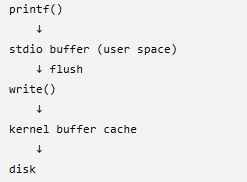 printf()
↓
stdio buffer (user space)
↓ flush
write()
↓
kernel buffer cache
↓
disk